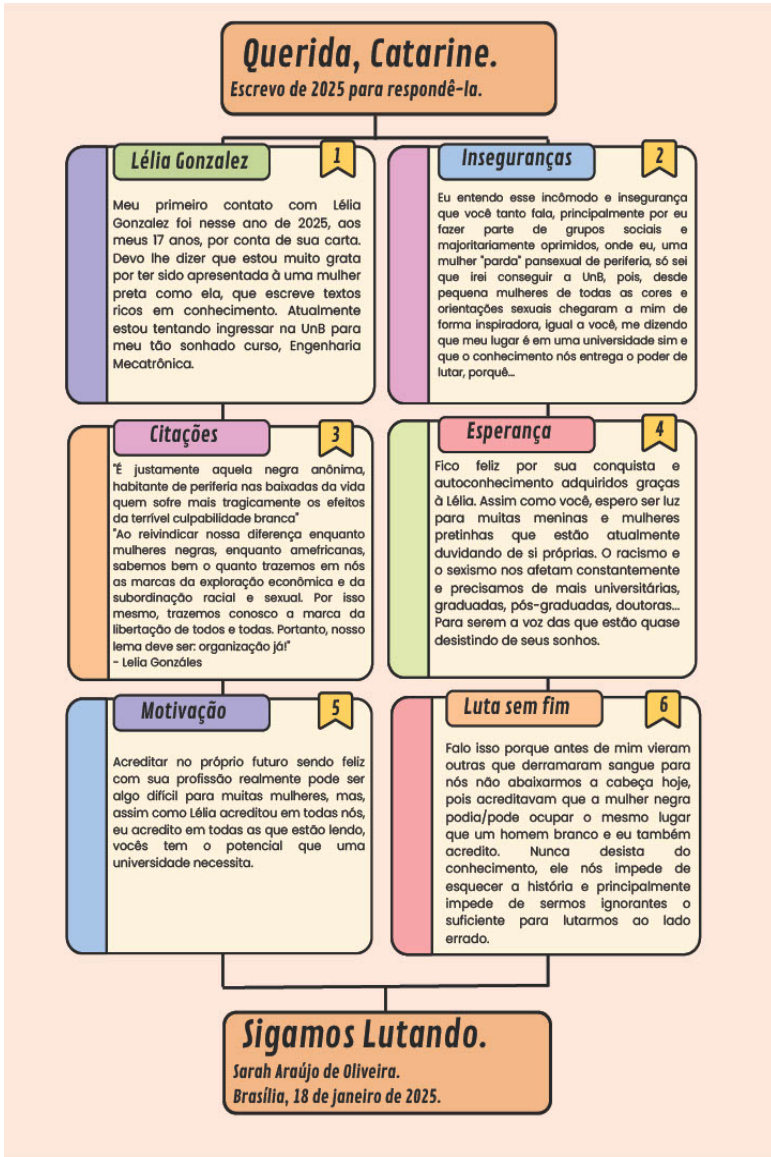 Querida, Catarine.
Escrevo de 2025 para respondê-la.
Lélia Gonzalez
1
Meu primeiro contato com Lélia
Gonzalez foi nesse ano de 2025, aos
meus 17 anos, por conta de sua carta.
Devo lhe dizer que estou muito grata
por ter sido apresentada à uma mulher
preta como ela, que escreve textos
ricos em conhecimento. Atualmente
estou tentando ingressar na UnB para
meu tão sonhado curso, Engenharia
Mecatrônica.
Inseguranças
2
Eu entendo esse incômodo e insegurança
que você tanto fala, principalmente por eu
fazer parte de grupos sociais e
majoritariamente oprimidos, onde eu, uma
mulher "parda" pansexual de periferia, só sei
que irei conseguir a UnB, pois, desde
pequena mulheres de todas as cores e
orientações sexuais chegaram a mim de
forma inspiradora, igual a você, me dizendo
que meu lugar é em uma universidade sim e
que o conhecimento nós entrega o poder de
lutar, porquê...
Citações
3
"É justamente aquela negra anônima,
habitante de periferia nas baixadas da vida
quem sofre mais tragicamente os efeitos
da terrível culpabilidade branca"
"Ao reivindicar nossa diferença enquanto
mulheres negras, enquanto amefricanas,
sabemos bem o quanto trazemos em nós
as marcas da exploração econômica e da
subordinação racial e sexual. Por isso
mesmo, trazemos conosco a marca da
libertação de todos e todas. Portanto, nosso
lema deve ser: organização já!"
- Lelia Gonzáles
Esperança
4
Fico feliz por sua conquista e
autoconhecimento adquiridos graças
à Lélia. Assim como você, espero ser luz
para muitas meninas e mulheres
pretinhas que estão atualmente
duvidando de si próprias. O racismo e
o sexismo nos afetam constantemente
e precisamos de mais universitárias,
graduadas, pós-graduadas, doutoras...
Para serem a voz das que estão quase
desistindo de seus sonhos.
Motivação
5
Acreditar no próprio futuro sendo feliz
com sua profissão realmente pode ser
algo difícil para muitas mulheres, mas,
assim como Lélia acreditou em todas nós,
eu acredito em todas as que estão lendo,
vocês tem o potencial que uma
universidade necessita.
Luta sem fim
6
Falo isso porque antes de mim vieram
outras que derramaram sangue para
nós não abaixarmos a cabeça hoje,
pois acreditavam que a mulher negra
podia/pode ocupar o mesmo lugar
que um homem branco e eu também
acredito. Nunca desista do
conhecimento, ele nós impede de
esquecer a história e principalmente
impede de sermos ignorantes o
suficiente para lutarmos ao lado
errado.
Sigamos Lutando.
Sarah Araújo de Oliveira.
Brasília, 18 de janeiro de 2025.